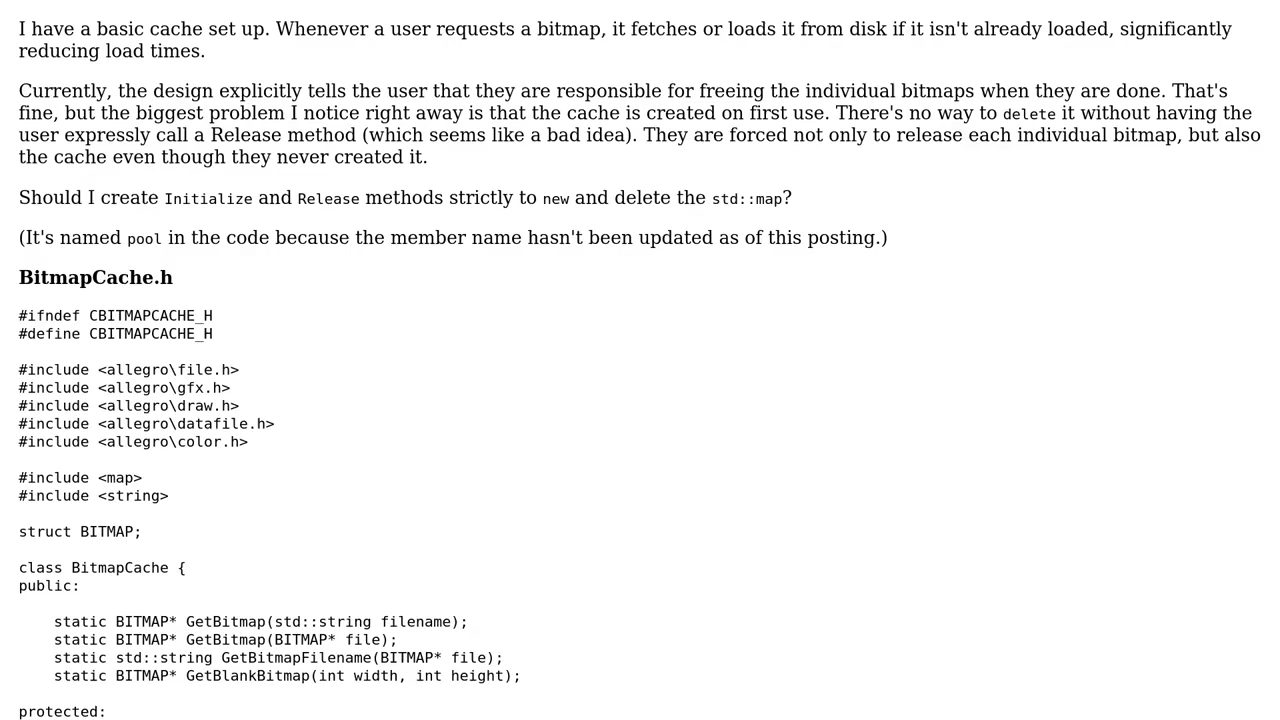 I have a basic cache set up. Whenever a user requests a bitmap, it fetches or loads it from disk if it isn't already loaded, significantly
reducing load times.
Currently, the design explicitly tells the user that they are responsible for freeing the individual bitmaps when they are done. That's
fine, but the biggest problem I notice right away is that the cache is created on first use. There's no way to delete it without having the
user expressly call a Release method (which seems like a bad idea). They are forced not only to release each individual bitmap, but also
the cache even though they never created it.
Should I create Initialize and Release methods strictly to new and delete the std::map?
(It's named pool in the code because the member name hasn't been updated as of this posting.)
BitmapCache.h
#ifndef CBITMAPCACHE_H
#define CBITMAPCACHE_H
#include <allegro\file.h>
#include <allegro\gfx.h>
#include <allegro\draw.h>
#include <allegro\datafile.h>
#include <allegro\color.h>
#include <map>
#include <string>
struct BITMAP;
class BitmapCache {
public:
    static BITMAP* GetBitmap(std::string filename);
    static BITMAP* GetBitmap(BITMAP* file);
    static std::string GetBitmapFilename(BITMAP* file);
    static BITMAP* GetBlankBitmap(int width, int height);
protected: